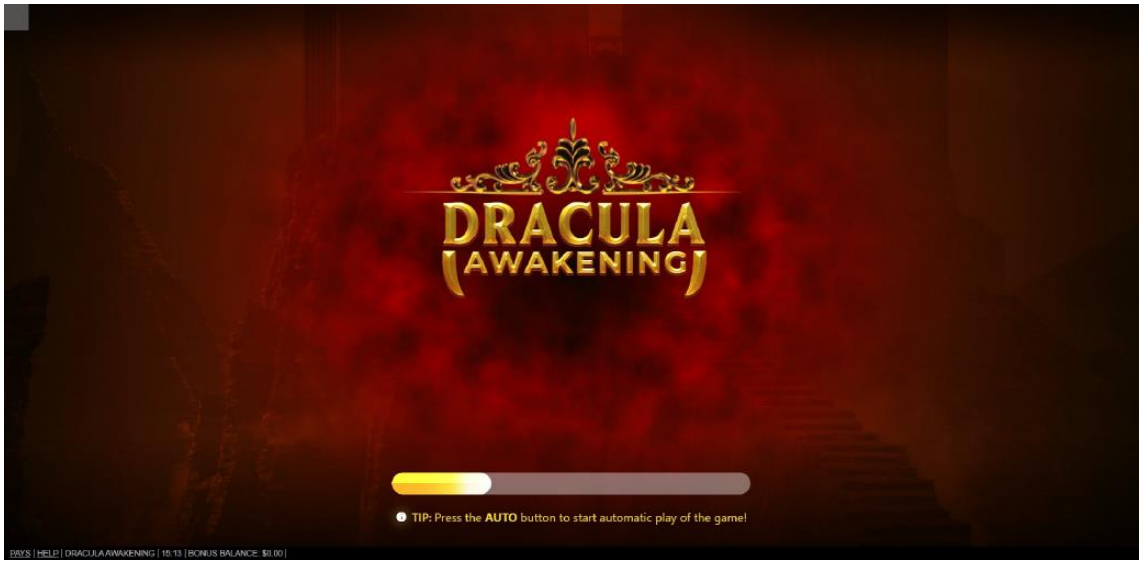 DRACULA
AWAKENING
TIP: Press the AUTO button to start automatic play of the game!
PAYS | HELP | DRACULA AWAKENING | 15:13 | BONUS BALANCE: $0.00 |